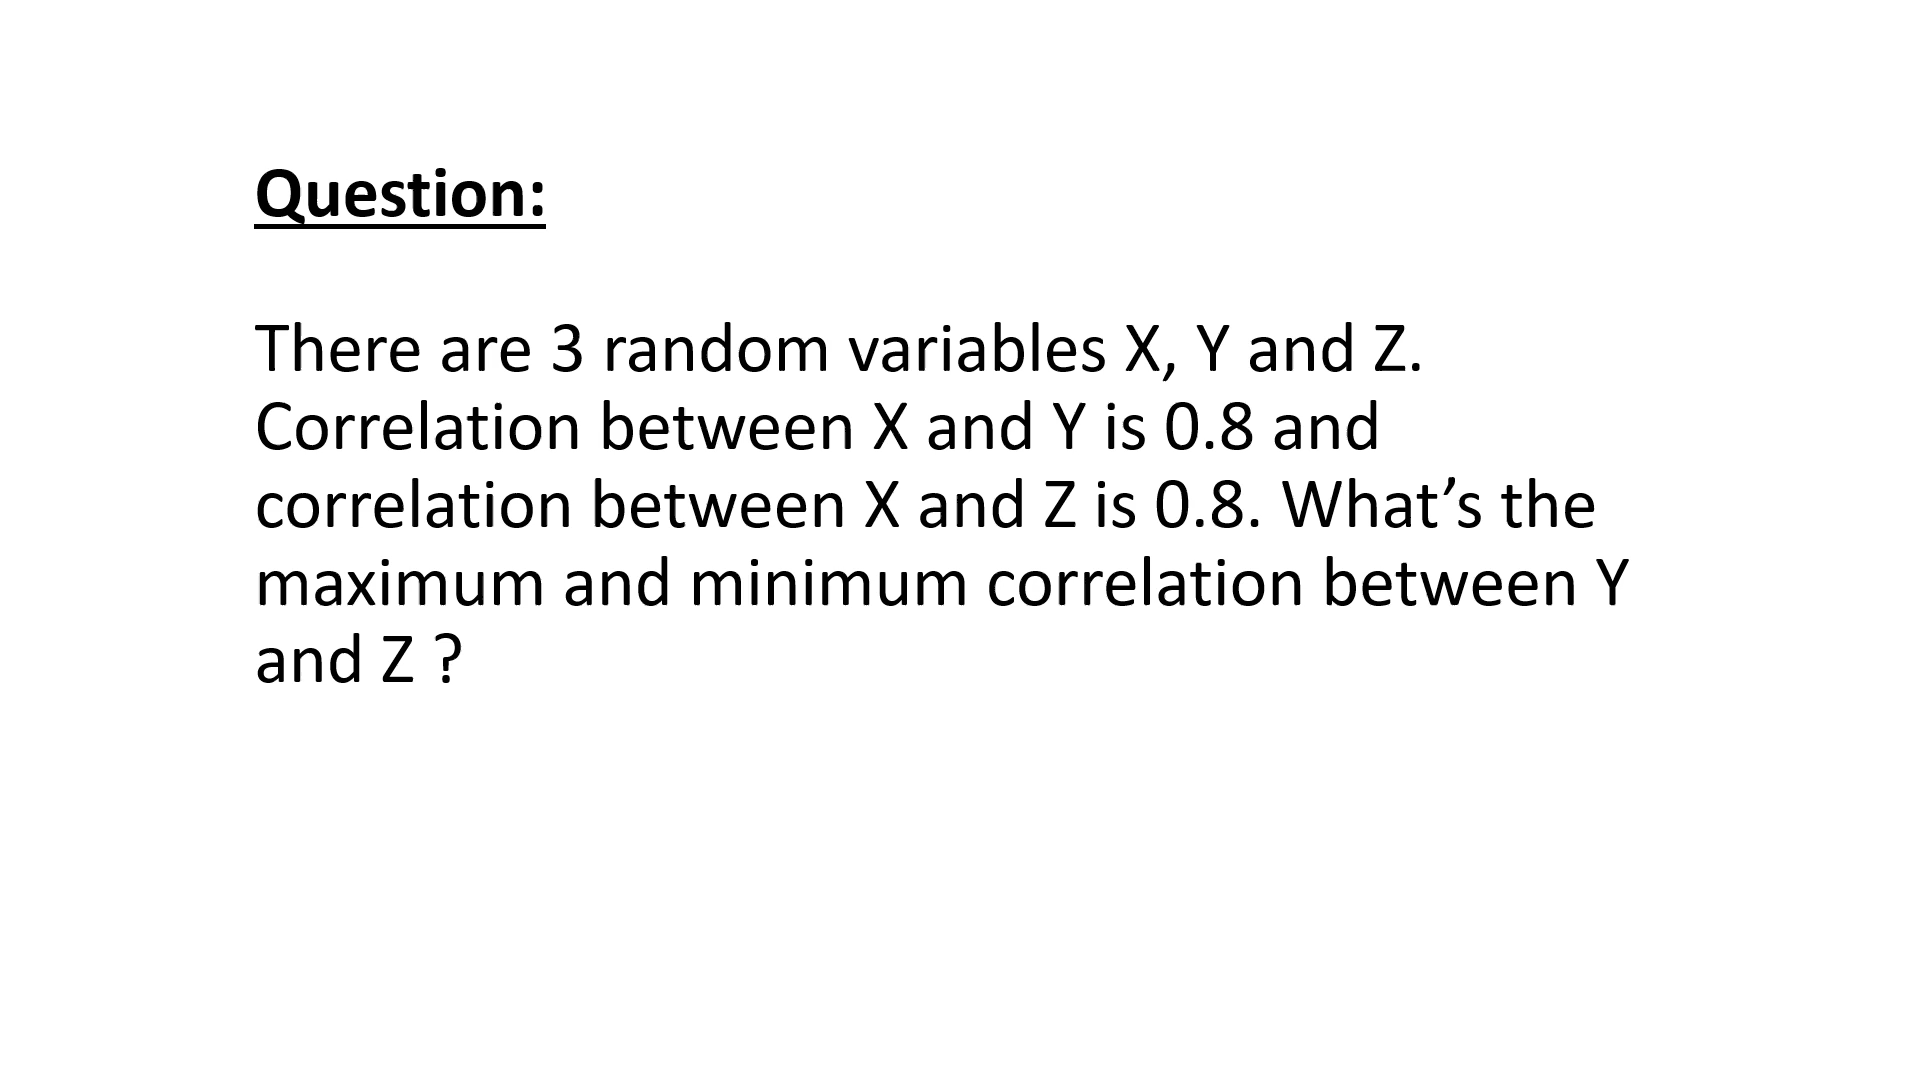 Question:
There are 3 random variables X, Y and Z.
Correlation between X and Y is 0.8 and
correlation between X and Z is 0.8. What’s the
maximum and minimum correlation between Y
and Z ?